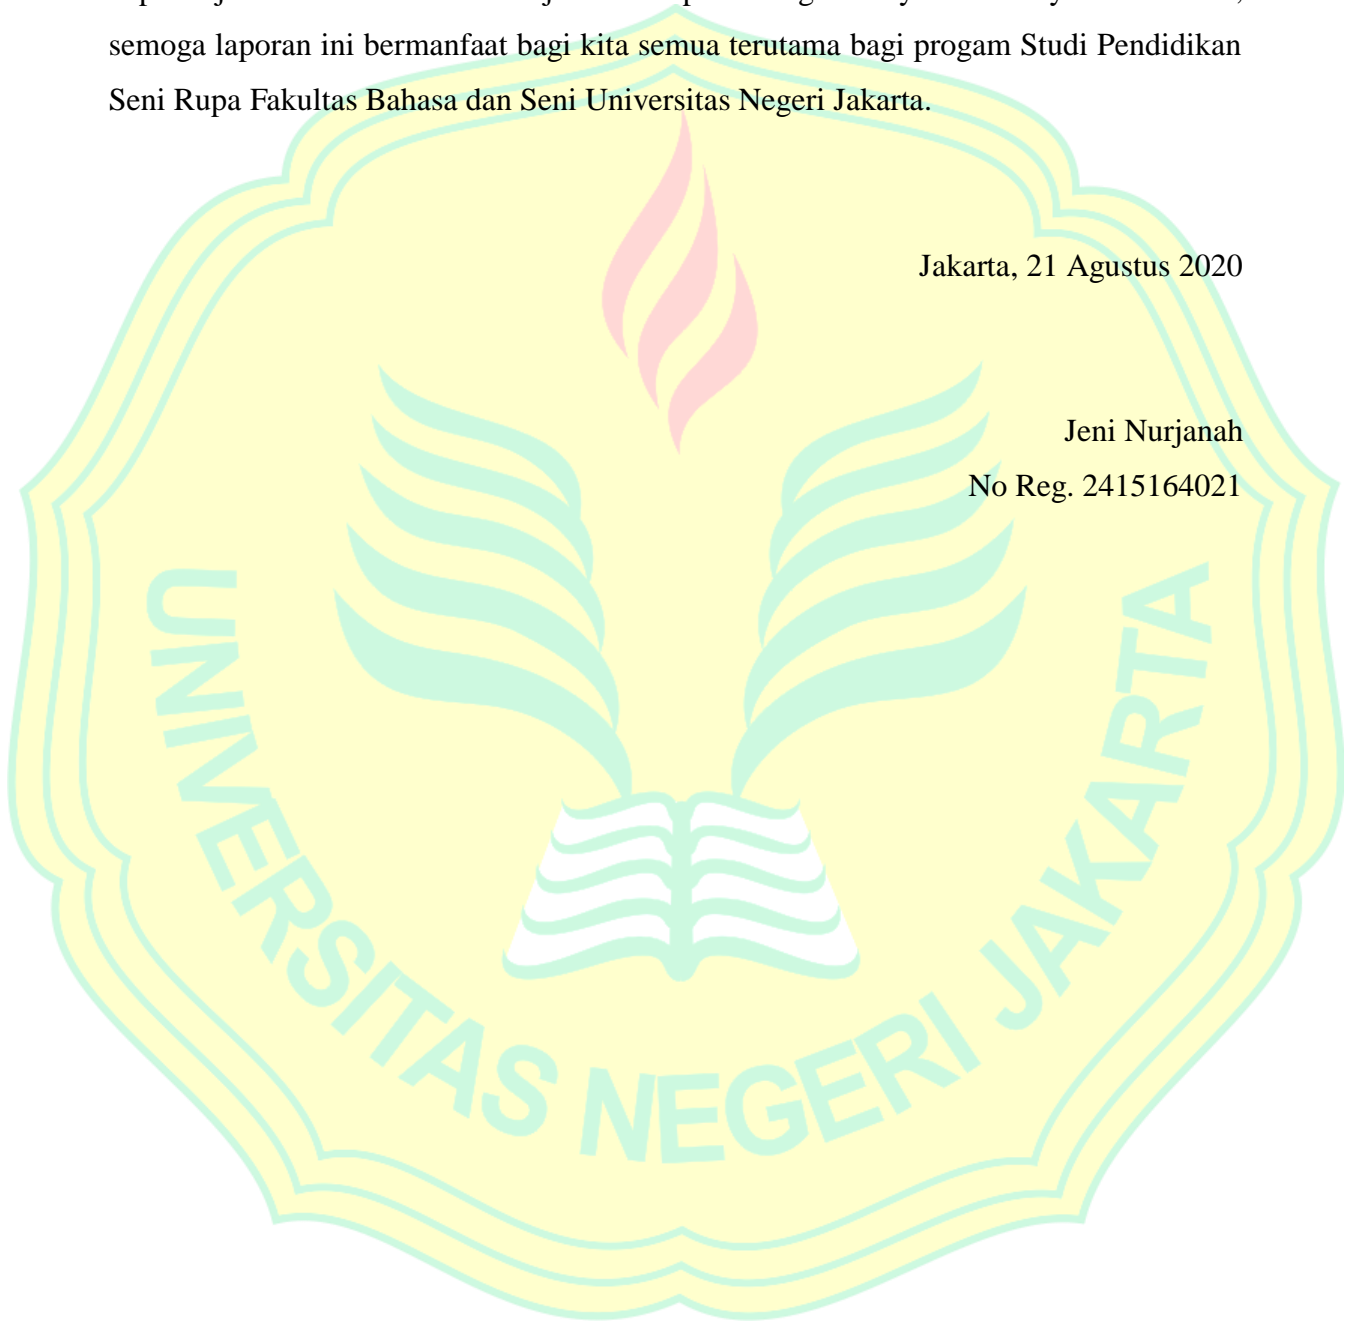 semoga laporan ini bermanfaat bagi kita semua terutama bagi progam Studi Pendidikan
Seni Rupa Fakultas Bahasa dan Seni Universitas Negeri Jakarta.
Jakarta, 21 Agustus 2020
Jeni Nurjanah
No Reg. 2415164021
UNIVERSITAS NEGERI JAKARTA